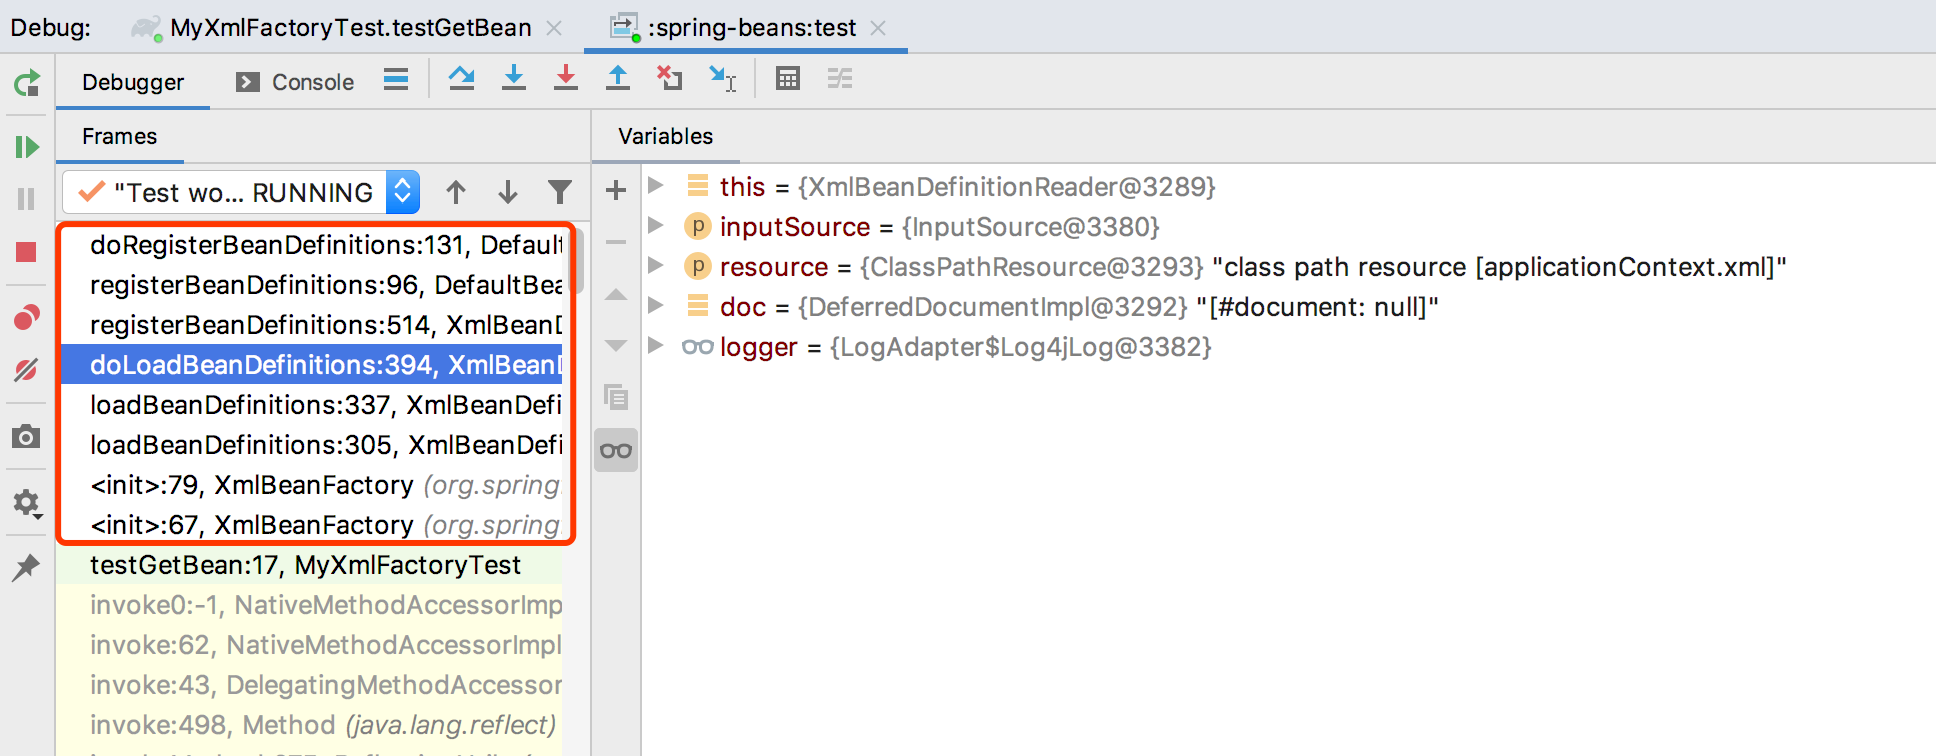 Debug: MyXmlFactoryTest.testGetBean :spring-beans:test
Debugger Console
Frames
Variables
"Test wo... RUNNING
doRegisterBeanDefinitions:131, Default
registerBeanDefinitions:96, DefaultBea
registerBeanDefinitions:514, XmlBeanD
doLoadBeanDefinitions:394, XmlBeanD
loadBeanDefinitions:337, XmlBeanDefi
loadBeanDefinitions:305, XmlBeanDefi
<init>:79, XmlBeanFactory (org.spring.
<init>:67, XmlBeanFactory (org.spring
testGetBean:17, MyXmlFactoryTest
invoke0:-1, NativeMethodAccessorImp
invoke:62, NativeMethodAccessorImpl
invoke:43, DelegatingMethodAccessor
invoke:498, Method (java.lang.reflect)
this = {XmlBeanDefinitionReader@3289}
p inputSource = {InputSource@3380}
p resource = {ClassPathResource@3293} "class path resource [applicationContext.xml]"
doc = {DeferredDocumentImpl@3292} "[#document: null]"
logger = {LogAdapter$Log4jLog@3382}